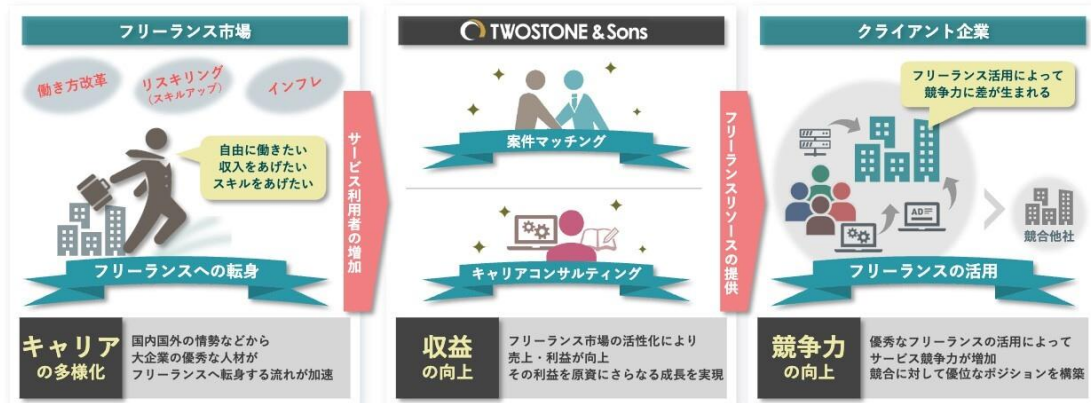 フリーランス市場
働き方改革
リスキリング
(スキルアップ)
インフレ
自由に働きたい
収入をあげたい
スキルをあげたい
フリーランスへの転身
キャリア
の多様化
国内国外の情勢などから
大企業の優秀な人材が
フリーランスへ転身する流れが加速
サービス利用者の増加
TWOSTONE & Sons
案件マッチング
キャリアコンサルティング
収益
の向上
フリーランス市場の活性化により
売上・利益が向上
その利益を原資にさらなる成長を実現
フリーランスリソースの提供
クライアント企業
フリーランス活用によって
競争力に差が生まれる
AD
競合他社
フリーランスの活用
競争力
の向上
優秀なフリーランスの活用によって
サービス競争力が増加
競合に対して優位なポジションを構築